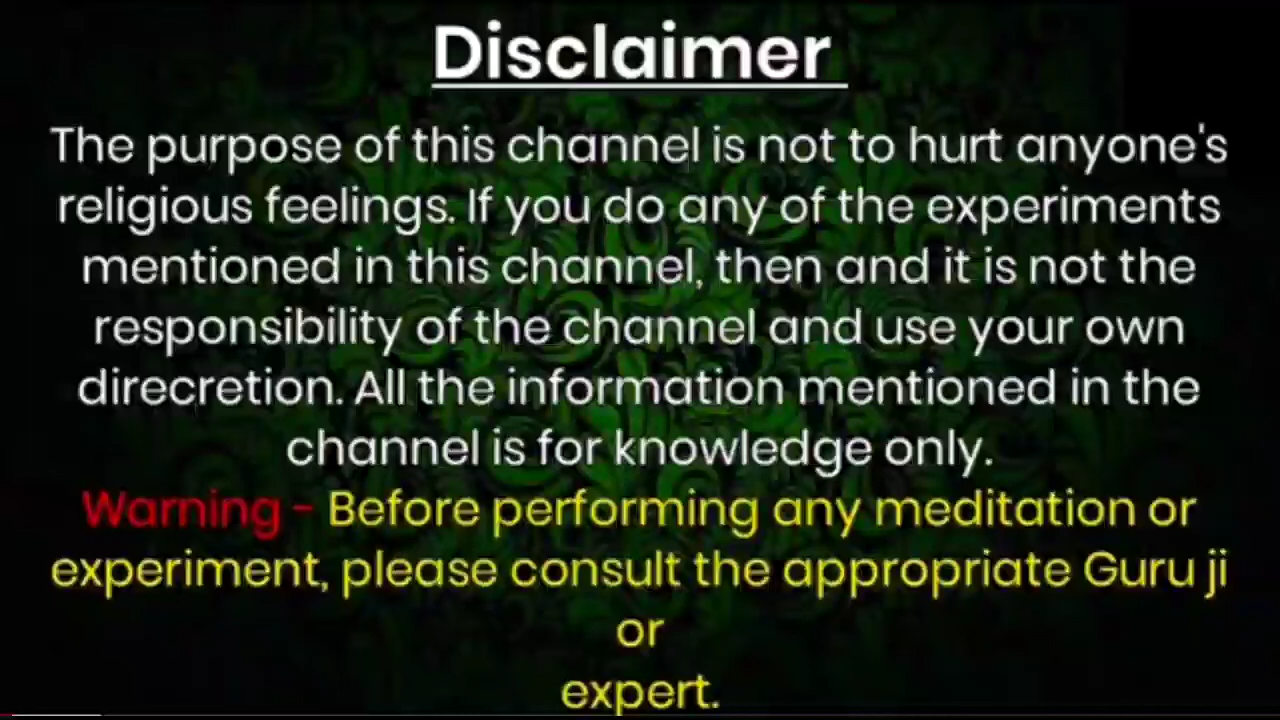 Disclaimer
The purpose of this channel is not to hurt anyone's
religious feelings. If you do any of the experiments
mentioned in this channel, then and it is not the
responsibility of the channel and use your own
direcretion. All the information mentioned in the
channel is for knowledge only.
Warning - Before performing any meditation or
experiment, please consult the appropriate Guru ji
or
expert.